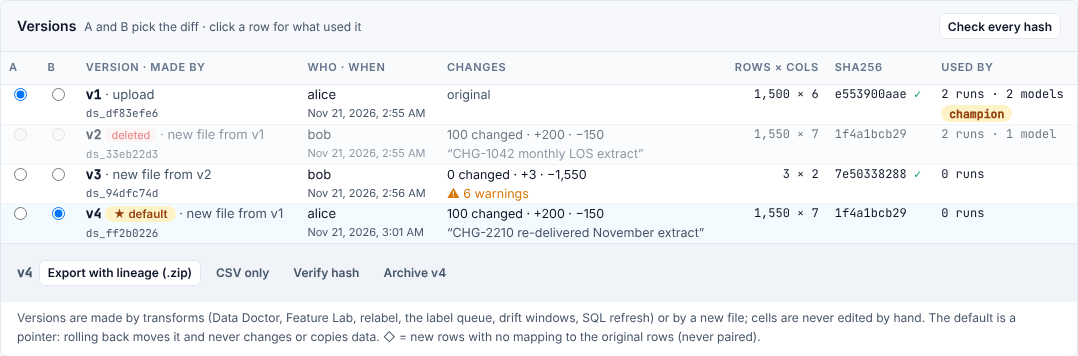 Versions A and B pick the diff · click a row for what used it Check every hash
A B VERSION · MADE BY WHO · WHEN CHANGES ROWS × COLS SHA256 USED BY
v1 · upload alice original 1,500 × 6 e553900aae ✓ 2 runs · 2 models
ds_df83efe6 Nov 21, 2026, 2:55 AM champion
v2 deleted · new file from v1 bob 100 changed · +200 · −150 1,550 × 7 1f4a1bcb29 2 runs · 1 model
ds_33eb22d3 Nov 21, 2026, 2:55 AM “CHG-1042 monthly LOS extract”
v3 · new file from v2 bob 0 changed · +3 · −1,550 3 × 2 7e50338288 ✓ 0 runs
ds_94dfc74d Nov 21, 2026, 2:56 AM ⚠ 6 warnings
v4 ★ default · new file from v1 alice 100 changed · +200 · −150 1,550 × 7 1f4a1bcb29 0 runs
ds_ff2b0226 Nov 21, 2026, 3:01 AM “CHG-2210 re-delivered November extract”
v4 Export with lineage (.zip) CSV only Verify hash Archive v4
Versions are made by transforms (Data Doctor, Feature Lab, relabel, the label queue, drift windows, SQL refresh) or by a new file; cells are never edited by hand. The default is a
pointer: rolling back moves it and never changes or copies data. ◇ = new rows with no mapping to the original rows (never paired).